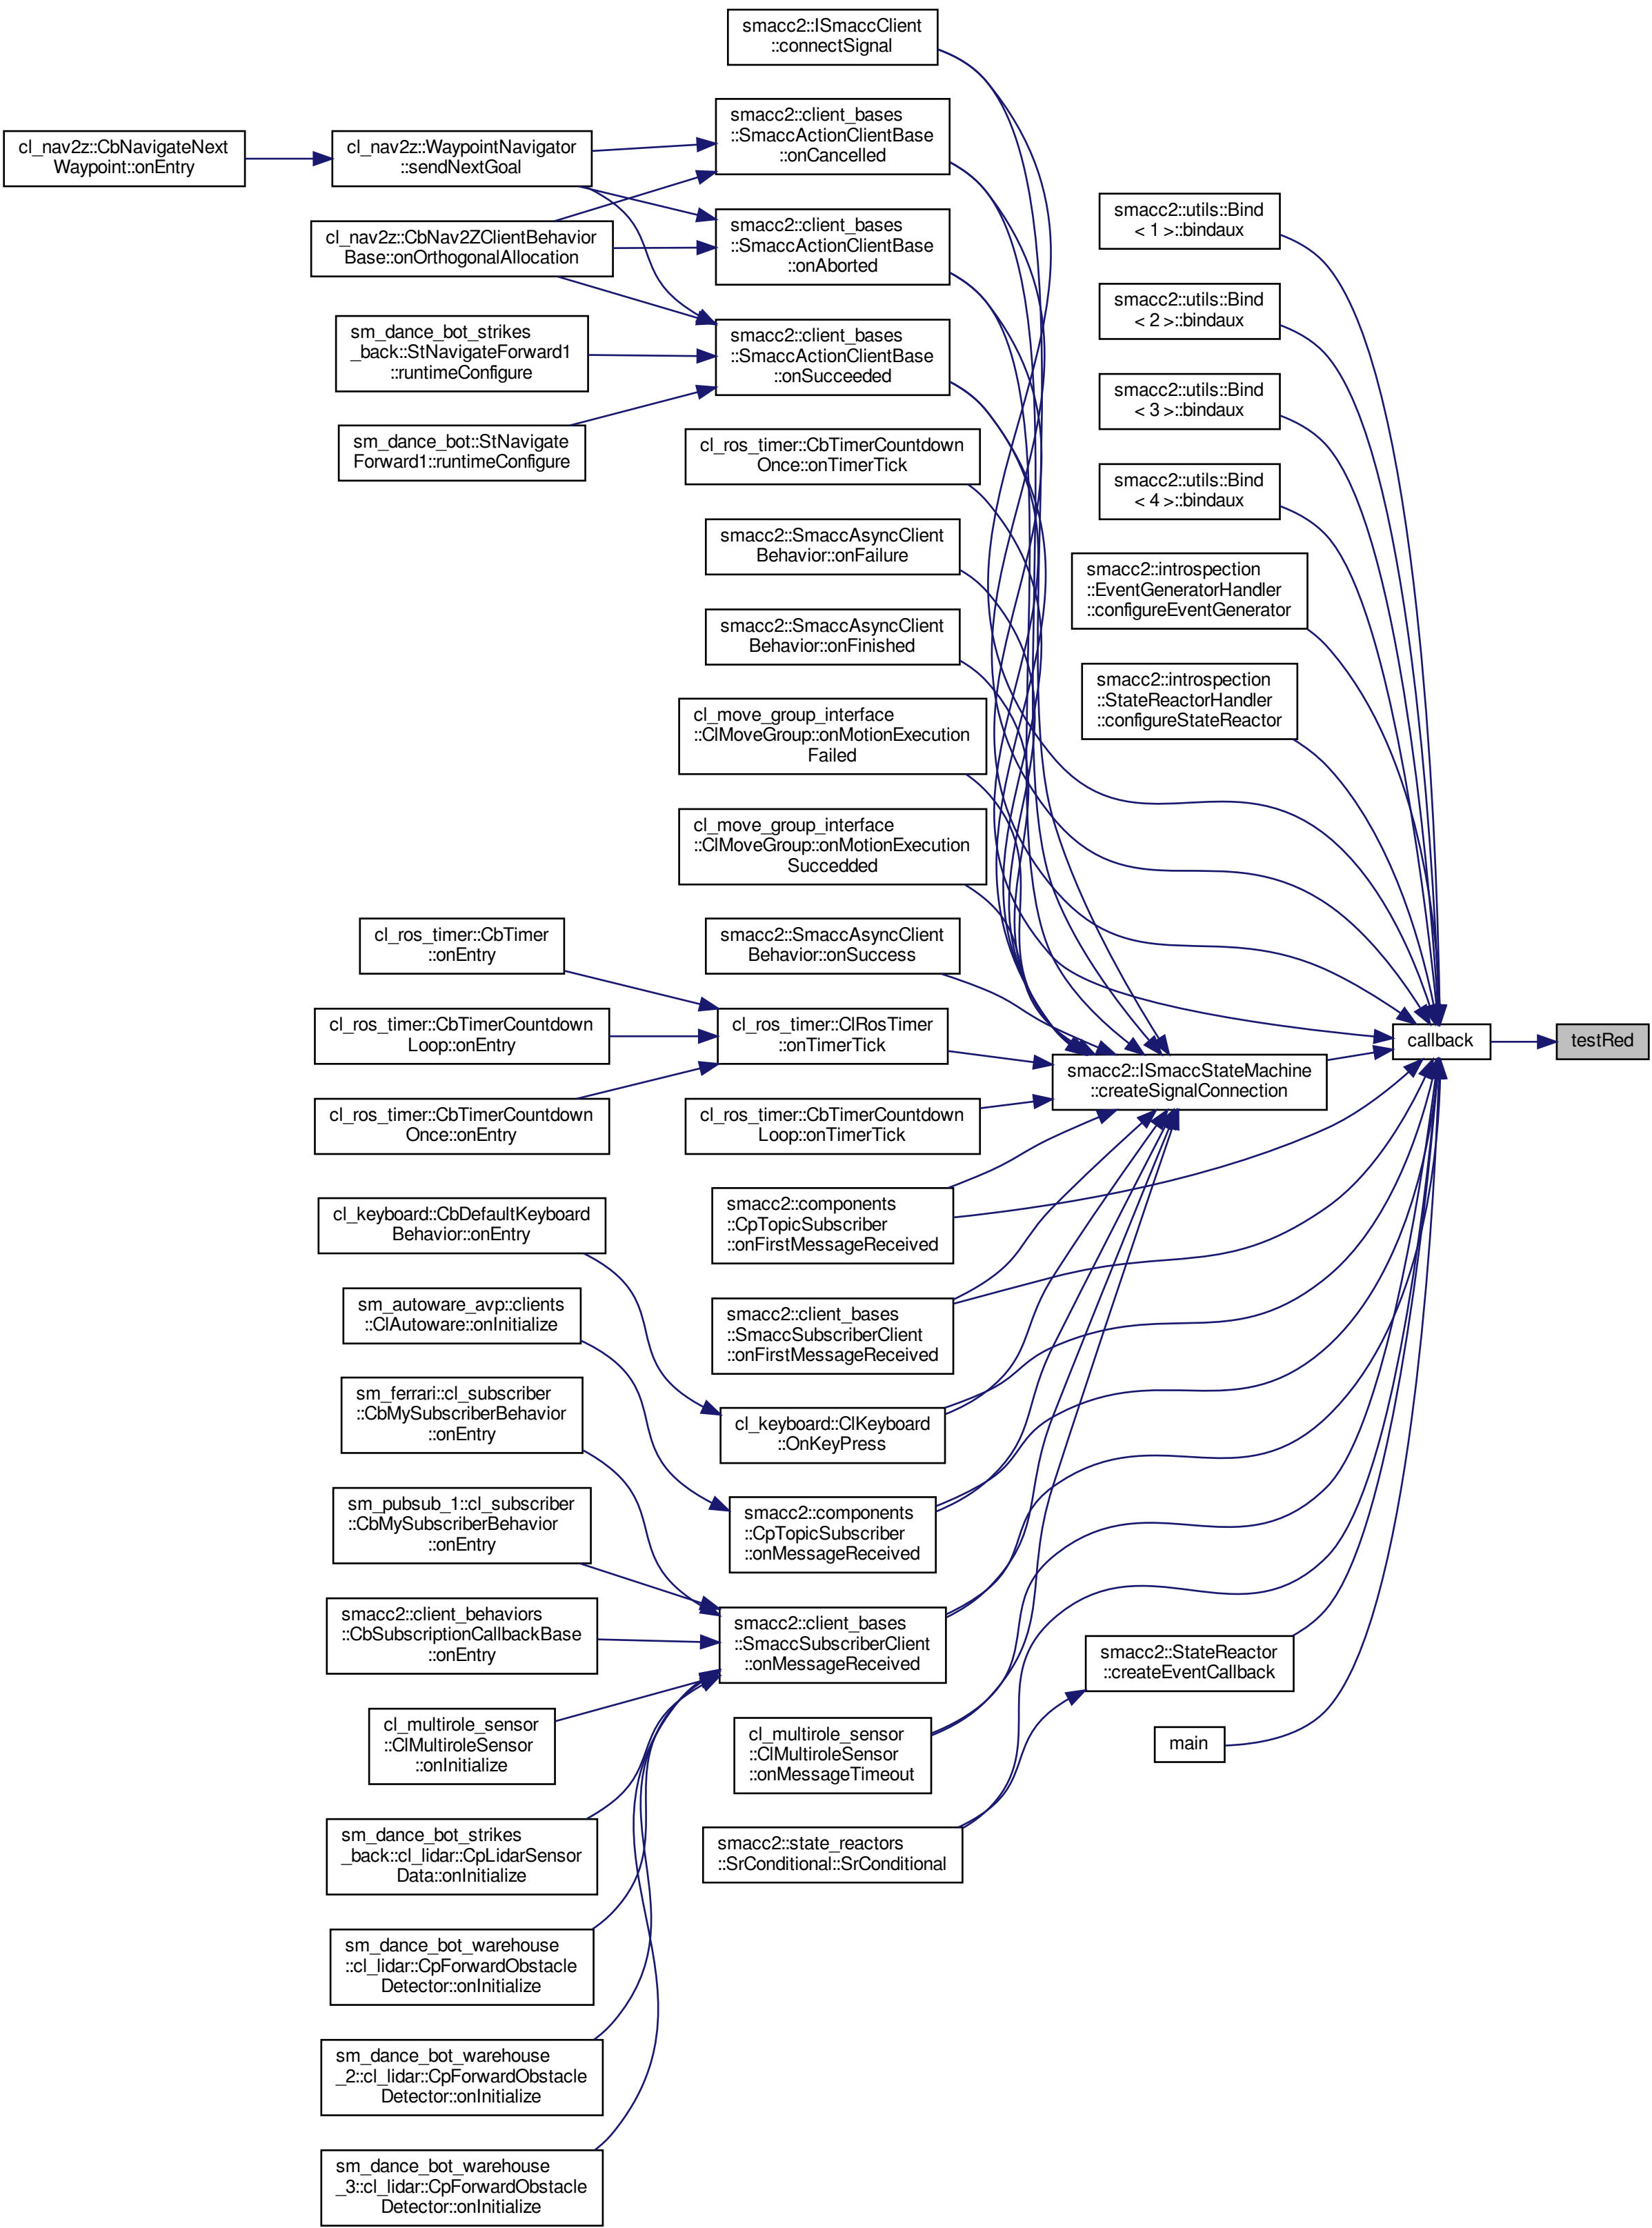 smacc2::ISmaccClient
::connectSignal
smacc2::client_bases
::SmaccActionClientBase
::onCancelled
cl_nav2z::CbNavigateNext
Waypoint::onEntry
cl_nav2z::WaypointNavigator
::sendNextGoal
smacc2::client_bases
::SmaccActionClientBase
::onAborted
cl_nav2z::CbNav2ZClientBehavior
Base::onOrthogonalAllocation
smacc2::client_bases
::SmaccActionClientBase
::onSucceeded
sm_dance_bot_strikes
_back::StNavigateForward1
::runtimeConfigure
sm_dance_bot::StNavigate
Forward1::runtimeConfigure
cl_ros_timer::CbTimerCountdown
Once::onTimerTick
smacc2::SmaccAsyncClient
Behavior::onFailure
smacc2::SmaccAsyncClient
Behavior::onFinished
cl_move_group_interface
::ClMoveGroup::onMotionExecution
Failed
cl_move_group_interface
::ClMoveGroup::onMotionExecution
Succedded
smacc2::SmaccAsyncClient
Behavior::onSuccess
cl_ros_timer::CbTimer
::onEntry
cl_ros_timer::CbTimerCountdown
Loop::onEntry
cl_ros_timer::CbTimerCountdown
Once::onEntry
cl_ros_timer::ClRosTimer
::onTimerTick
cl_ros_timer::CbTimerCountdown
Loop::onTimerTick
smacc2::components
::CpTopicSubscriber
::onFirstMessageReceived
smacc2::client_bases
::SmaccSubscriberClient
::onFirstMessageReceived
cl_keyboard::CbDefaultKeyboard
Behavior::onEntry
cl_keyboard::ClKeyboard
::OnKeyPress
sm_autoware_avp::clients
::ClAutoware::onInitialize
smacc2::components
::CpTopicSubscriber
::onMessageReceived
sm_ferrari::cl_subscriber
::CbMySubscriberBehavior
::onEntry
sm_pubsub_1::cl_subscriber
::CbMySubscriberBehavior
::onEntry
smacc2::client_behaviors
::CbSubscriptionCallbackBase
::onEntry
smacc2::client_bases
::SmaccSubscriberClient
::onMessageReceived
cl_multirole_sensor
::ClMultiroleSensor
::onInitialize
cl_multirole_sensor
::ClMultiroleSensor
::onMessageTimeout
sm_dance_bot_strikes
_back::cl_lidar::CpLidarSensor
Data::onInitialize
smacc2::state_reactors
::SrConditional::SrConditional
sm_dance_bot_warehouse
::cl_lidar::CpForwardObstacle
Detector::onInitialize
sm_dance_bot_warehouse
_2::cl_lidar::CpForwardObstacle
Detector::onInitialize
sm_dance_bot_warehouse
_3::cl_lidar::CpForwardObstacle
Detector::onInitialize
smacc2::utils::Bind
< 1 >::bindaux
smacc2::utils::Bind
< 2 >::bindaux
smacc2::utils::Bind
< 3 >::bindaux
smacc2::utils::Bind
< 4 >::bindaux
smacc2::introspection
::EventGeneratorHandler
::configureEventGenerator
smacc2::introspection
::StateReactorHandler
::configureStateReactor
smacc2::ISmaccStateMachine
::createSignalConnection
smacc2::StateReactor
::createEventCallback
main
callback
testRed